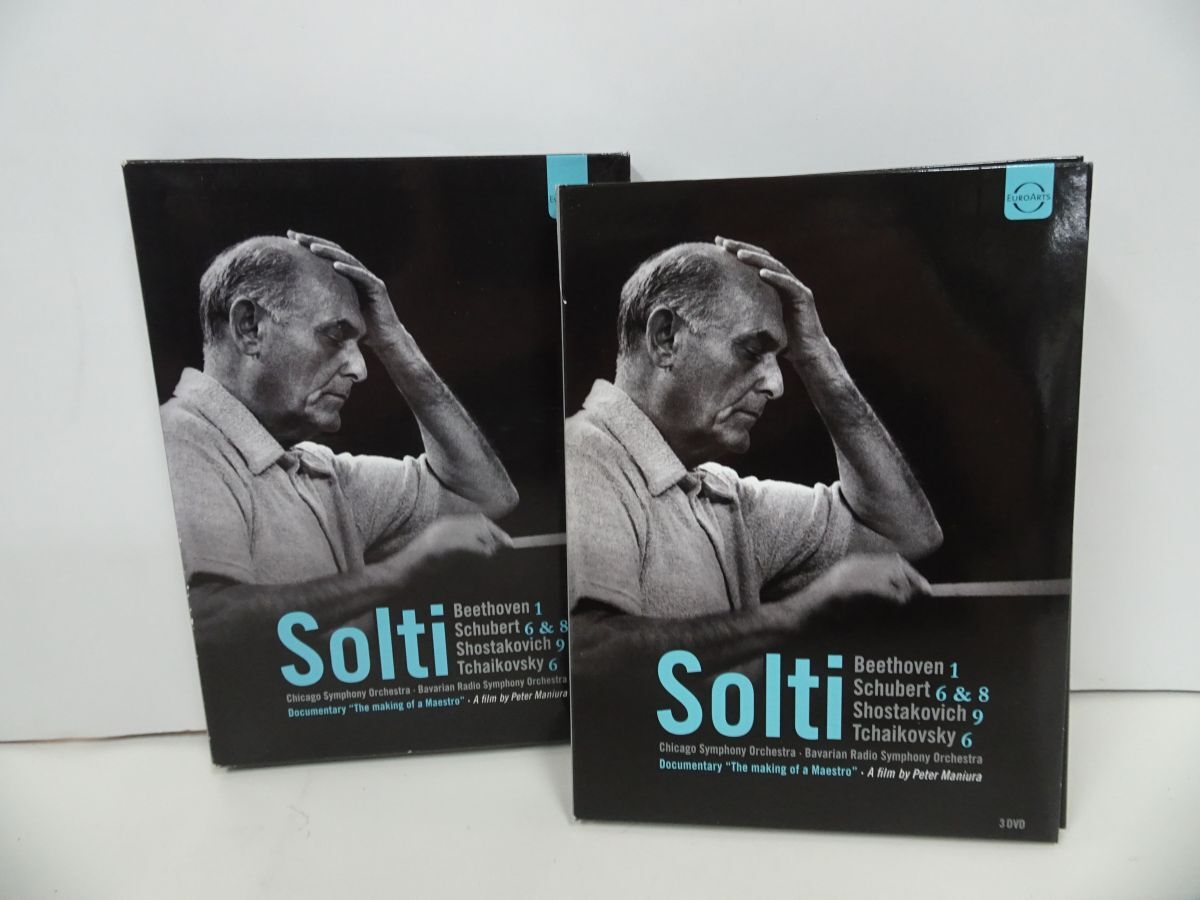 Solti
Beethoven 1
Schubert 6 & 8
Shostakovich 9
Tchaikovsky 6
Chicago Symphony Orchestra · Bavarian Radio Symphony Orchestra
Documentary "The making of a Maestro" · A film by Peter Maniura
EUROARTS
Solti
Beethoven 1
Schubert 6 & 8
Shostakovich 9
Tchaikovsky 6
Chicago Symphony Orchestra · Bavarian Radio Symphony Orchestra
Documentary "The making of a Maestro" · A film by Peter Maniura
3 DVD